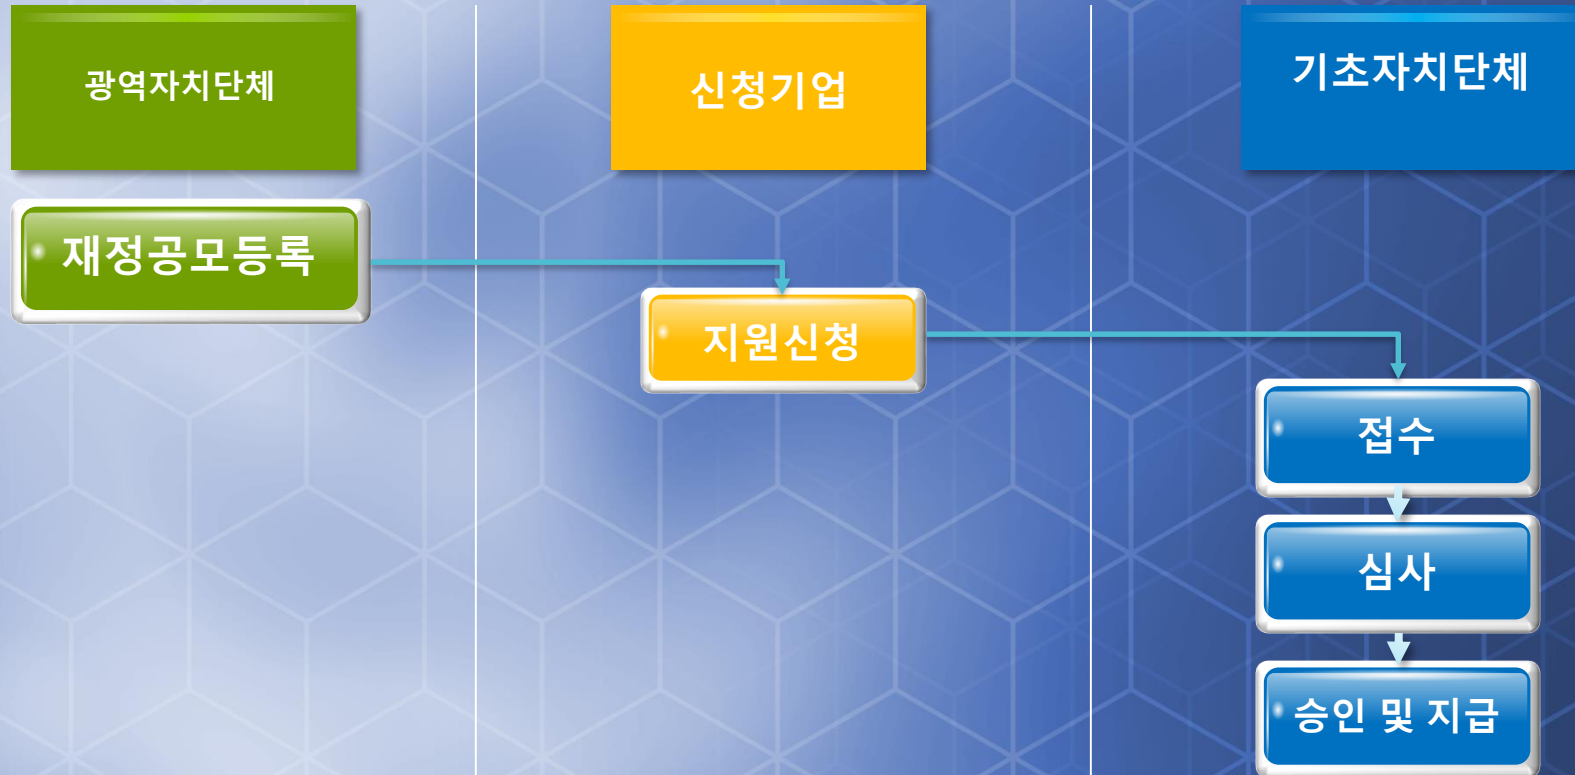 광역자치단체
신청기업
기초자치단체
재정공모등록
지원신청
접수
심사
승인 및 지급